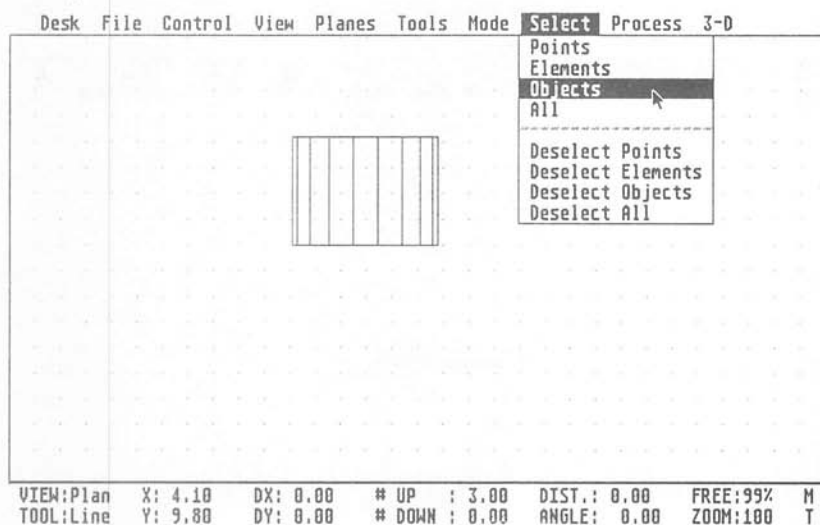 Desk File Control View Planes Tools Mode Select Process 3-D
Points
Elements
Objects
All
Deselect Points
Deselect Elements
Deselect Objects
Deselect All
VIEW:Plan X: 4.10 DX: 0.00 # UP : 3.00 DIST.: 0.00 FREE:99% M
TOOL:Line Y: 9.80 DY: 0.00 # DOWN : 0.00 ANGLE: 0.00 ZOOM:100 T